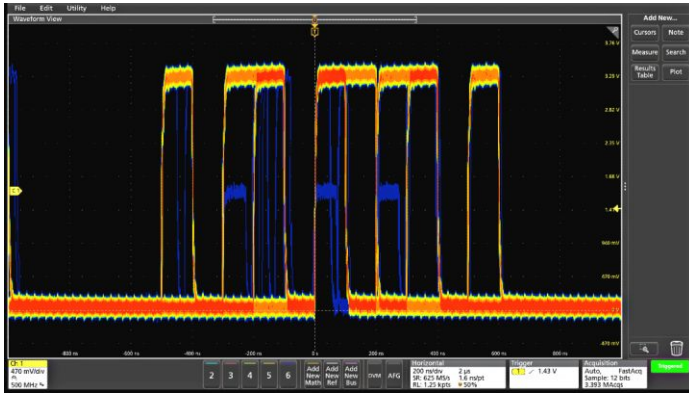 File Edit Utility Help
Waveform View
Add New...
Cursors Note
Measure Search
Results Table Plot
3.76 V
3.29 V
2.82 V
2.35 V
1.88 V
1.41 V
940 mV
470 mV
-470 mV
-400 ns -200 ns 0 s 200 ns 400 ns 600 ns 800 ns
Ch 1
470 mV/div
500 MHz
2 3 4 5 6
Add New Math
Add New Ref
Add New Bus
DVM AFG
Horizontal
200 ns/div 2 µs
SR: 625 MS/s 1.6 ns/pt
RL: 1.25 kpts 50%
Trigger
1 1.43 V
Acquisition
Auto, FastAcq
Sample: 12 bits
3.393 MAcqs
Triggered